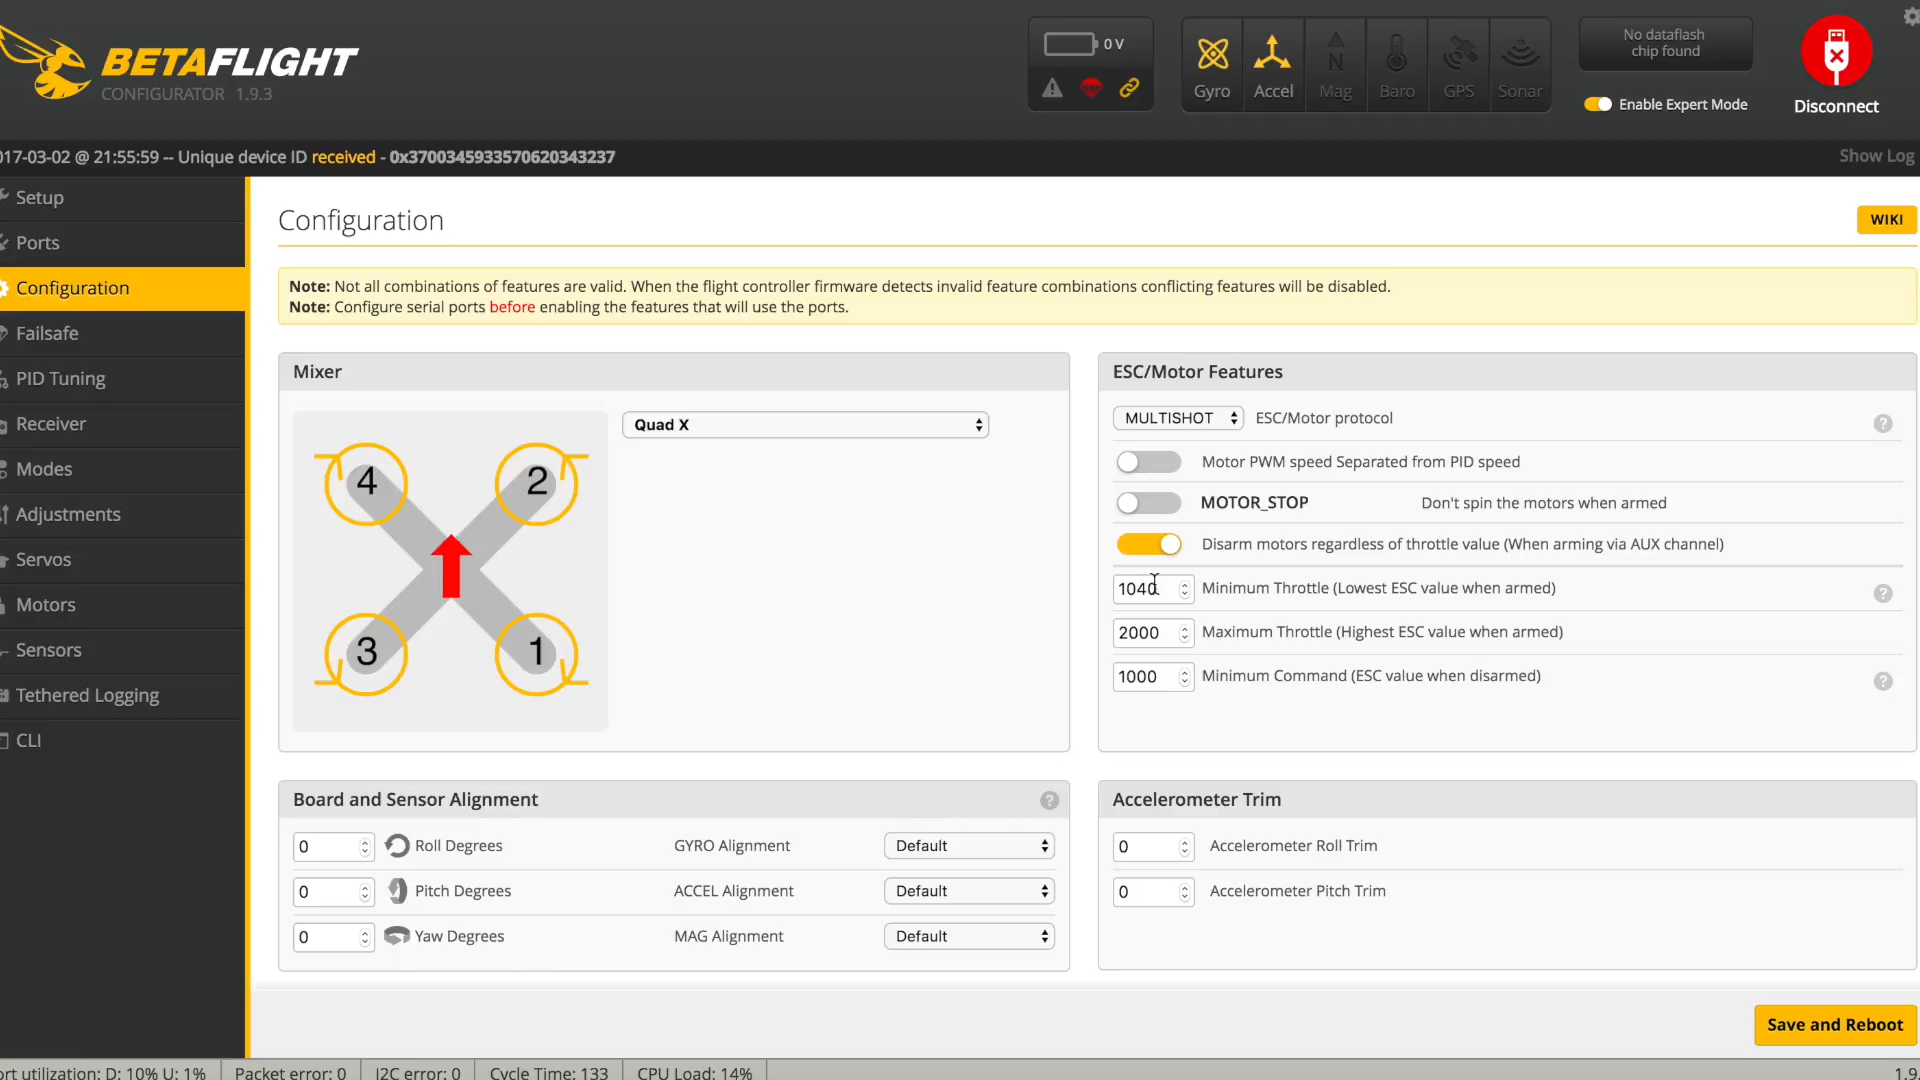 BETAFLIGHT
CONFIGURATOR 1.9.3
0 V
Gyro
Accel
Mag
Baro
GPS
Sonar
No dataflash
chip found
Enable Expert Mode
Disconnect
017-03-02 @ 21:55:59 -- Unique device ID received - 0x3700345933570620343237
Show Log
Setup
Ports
Configuration
Failsafe
PID Tuning
Receiver
Modes
Adjustments
Servos
Motors
Sensors
Tethered Logging
CLI
Configuration
WIKI
Note: Not all combinations of features are valid. When the flight controller firmware detects invalid feature combinations conflicting features will be disabled.
Note: Configure serial ports before enabling the features that will use the ports.
Mixer
4
2
3
1
Quad X
ESC/Motor Features
MULTISHOT ESC/Motor protocol ?
Motor PWM speed Separated from PID speed
MOTOR_STOP Don't spin the motors when armed
Disarm motors regardless of throttle value (When arming via AUX channel)
1040 Minimum Throttle (Lowest ESC value when armed) ?
2000 Maximum Throttle (Highest ESC value when armed)
1000 Minimum Command (ESC value when disarmed) ?
Board and Sensor Alignment ?
0 Roll Degrees GYRO Alignment Default
0 Pitch Degrees ACCEL Alignment Default
0 Yaw Degrees MAG Alignment Default
Accelerometer Trim
0 Accelerometer Roll Trim
0 Accelerometer Pitch Trim
Save and Reboot
ort utilization: D: 10% U: 1% Packet error: 0 I2C error: 0 Cycle Time: 133 CPU Load: 14% 1.9.